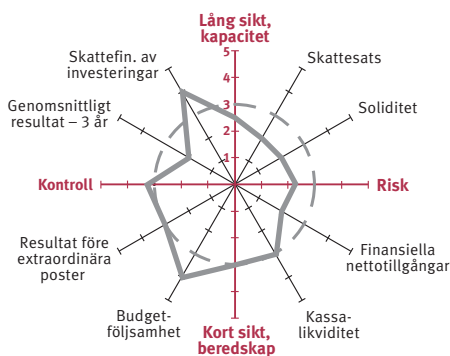 Lång sikt,
kapacitet
5
4
3
2
1
Skattefin. av
investeringar
Skattesats
Genomsnittligt
resultat – 3 år
Soliditet
Kontroll
Risk
Resultat före
extraordinära
poster
Finansiella
nettotillgångar
Budget-
följsamhet
Kassa-
likviditet
Kort sikt,
beredskap